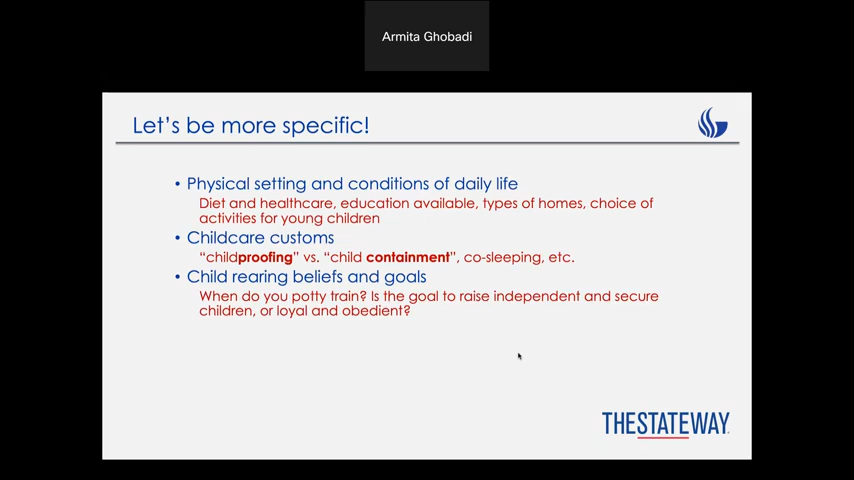 Armita Ghobadi
Let's be more specific!
• Physical setting and conditions of daily life
Diet and healthcare, education available, types of homes, choice of
activities for young children
• Childcare customs
“childproofing” vs. “child containment”, co-sleeping, etc.
• Child rearing beliefs and goals
When do you potty train? Is the goal to raise independent and secure
children, or loyal and obedient?
THESTATEWAY.